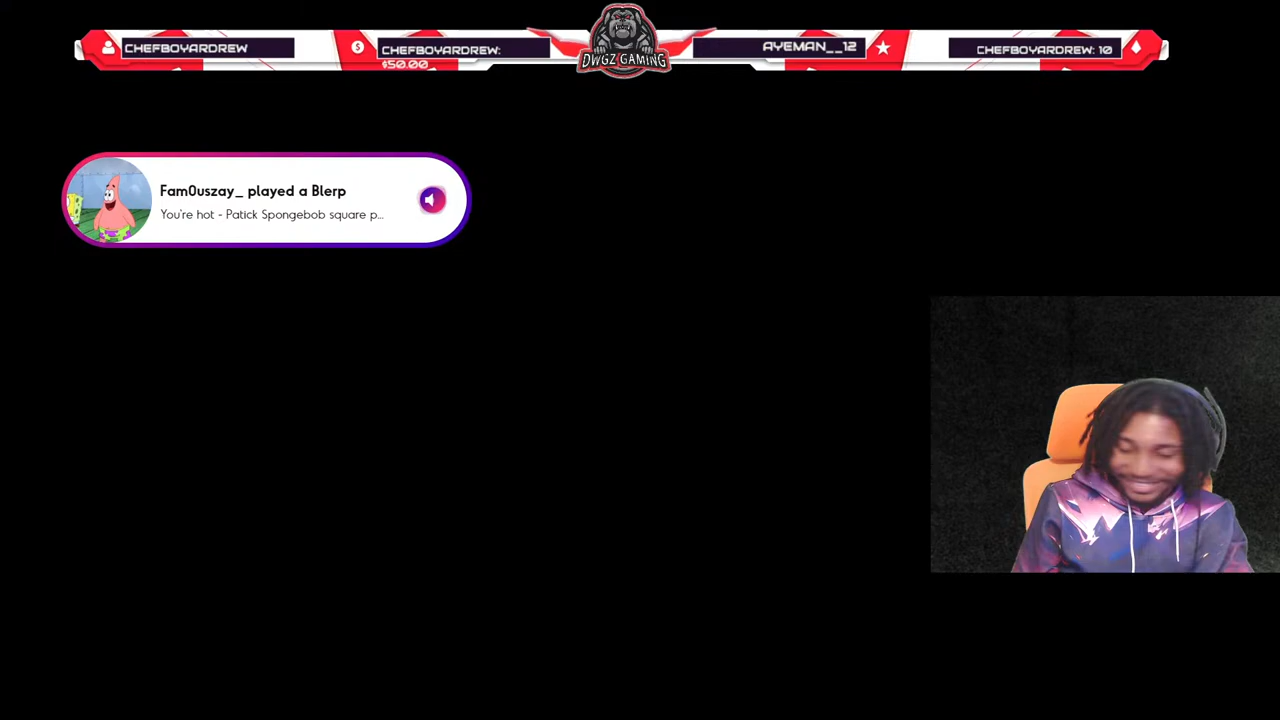 CHEFBOYARDREW
CHEFBOYARDREW:
$50.00
DWGZ GAMING
AYEMAN__12
CHEFBOYARDREW: 10
Fam0uszay_ played a Blerp
You're hot - Patick Spongebob square p...